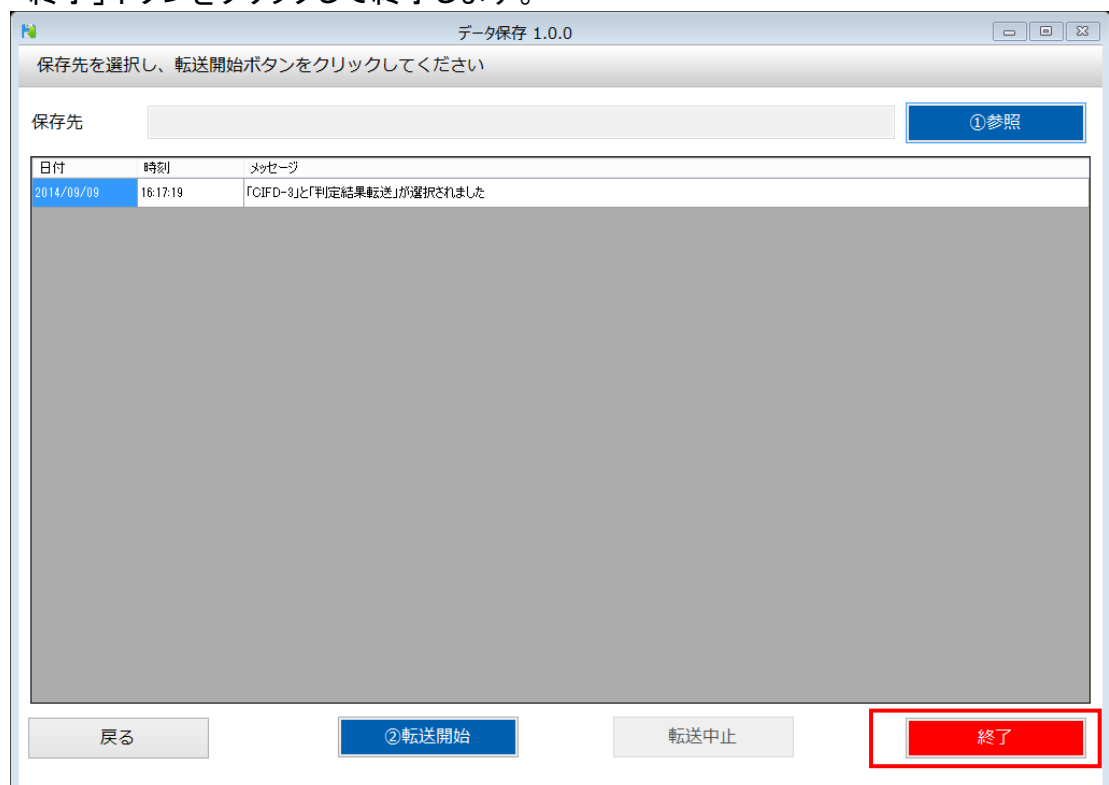 データ保存 1.0.0
保存先を選択し、転送開始ボタンをクリックしてください
保存先
①参照
日付 時刻 メッセージ
2014/09/09 16:17:19 「CIFD-3」と「判定結果転送」が選択されました
戻る ②転送開始 転送中止 終了